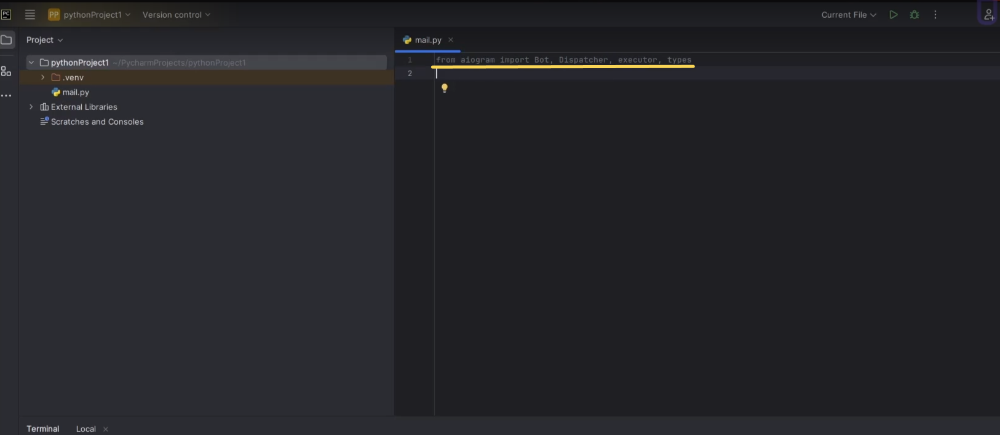 PC
PP pythonProject1 Version control Current File
Project
mail.py
pythonProject1 ~/PycharmProjects/pythonProject1
1 from aiogram import Bot, Dispatcher, executor, types
2
.venv
mail.py
External Libraries
Scratches and Consoles
Terminal Local